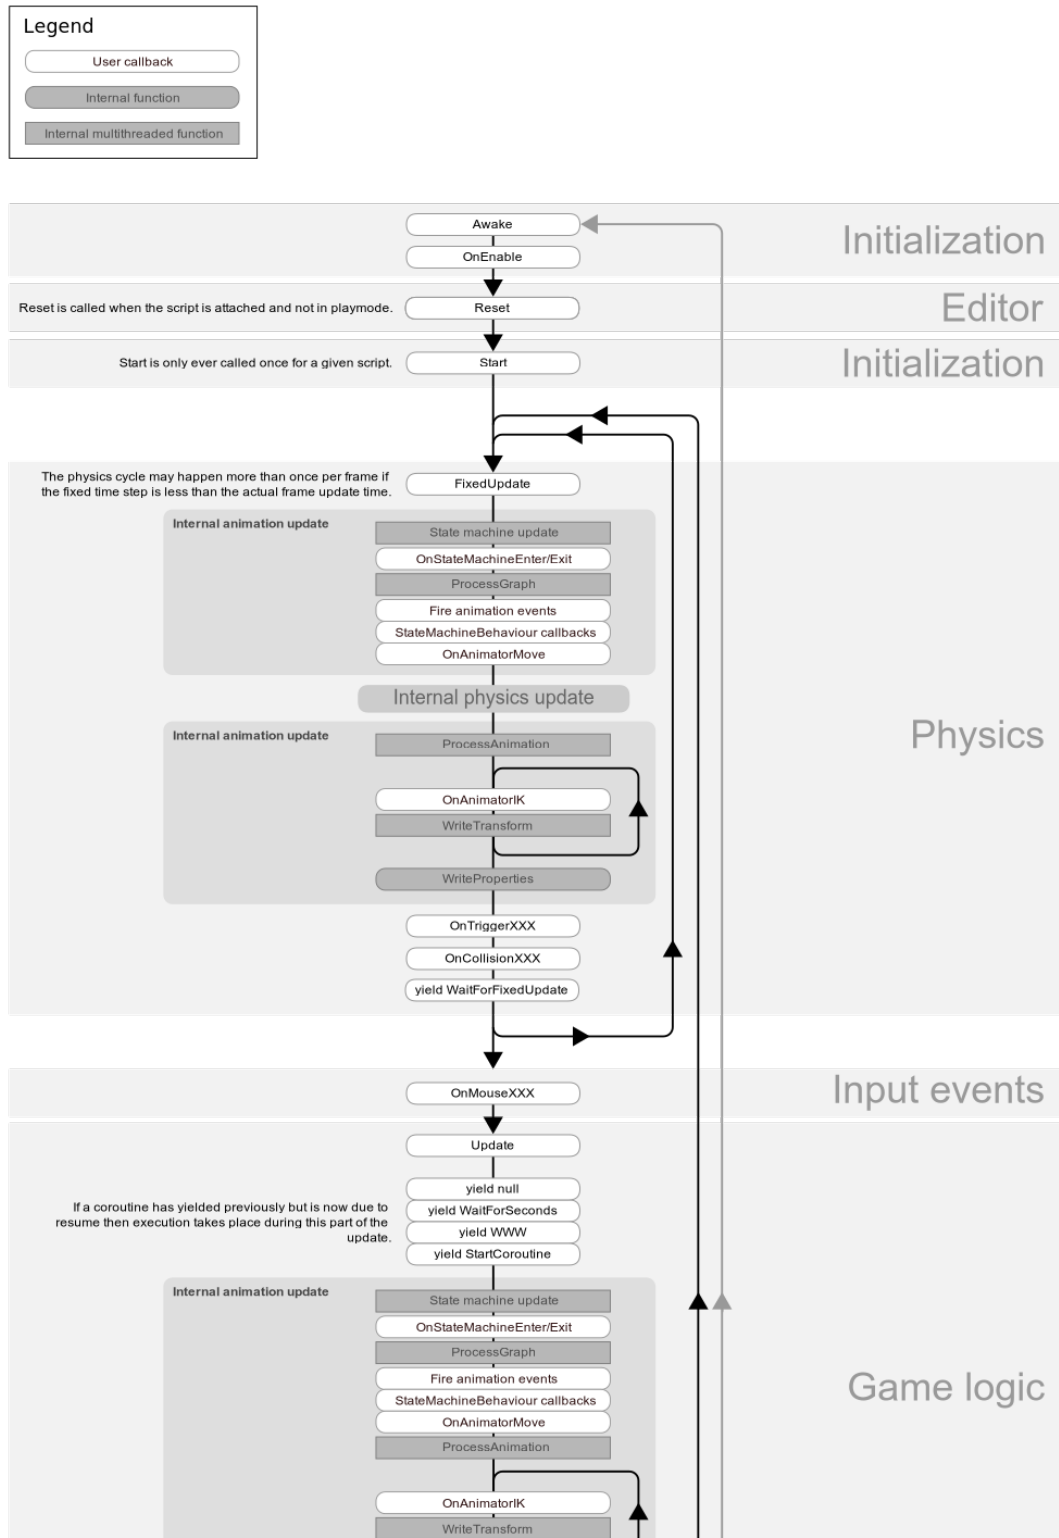 Legend
User callback
Internal function
Internal multithreaded function
Awake
Initialization
OnEnable
Reset is called when the script is attached and not in playmode.
Reset
Editor
Start is only ever called once for a given script.
Start
Initialization
The physics cycle may happen more than once per frame if
the fixed time step is less than the actual frame update time.
FixedUpdate
Internal animation update
State machine update
OnStateMachineEnter/Exit
ProcessGraph
Fire animation events
StateMachineBehaviour callbacks
OnAnimatorMove
Internal physics update
Physics
Internal animation update
ProcessAnimation
OnAnimatorIK
WriteTransform
WriteProperties
OnTriggerXXX
OnCollisionXXX
yield WaitForFixedUpdate
OnMouseXXX
Input events
Update
If a coroutine has yielded previously but is now due to
resume then execution takes place during this part of the
update.
yield null
yield WaitForSeconds
yield WWW
yield StartCoroutine
Internal animation update
State machine update
OnStateMachineEnter/Exit
ProcessGraph
Fire animation events
Game logic
StateMachineBehaviour callbacks
OnAnimatorMove
ProcessAnimation
OnAnimatorIK
WriteTransform